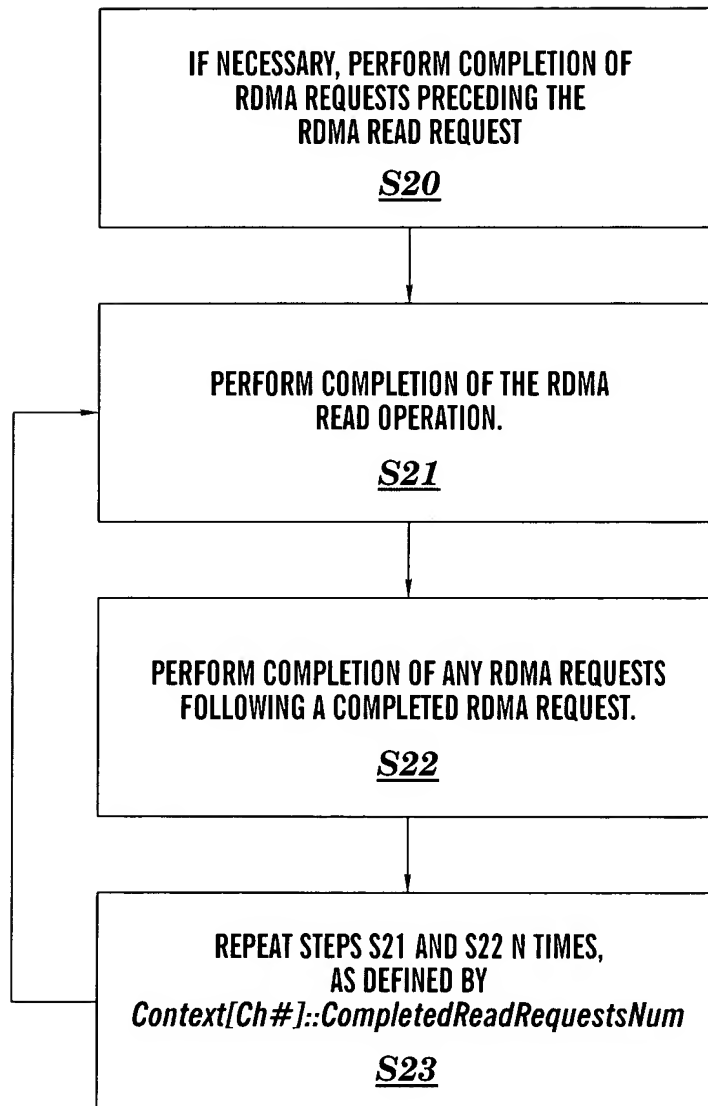 IF NECESSARY, PERFORM COMPLETION OF
RDMA REQUESTS PRECEDING THE
RDMA READ REQUEST
S20
PERFORM COMPLETION OF THE RDMA
READ OPERATION.
S21
PERFORM COMPLETION OF ANY RDMA REQUESTS
FOLLOWING A COMPLETED RDMA REQUEST.
S22
REPEAT STEPS S21 AND S22 N TIMES,
AS DEFINED BY
Context[Ch#]::CompletedReadRequestsNum
S23